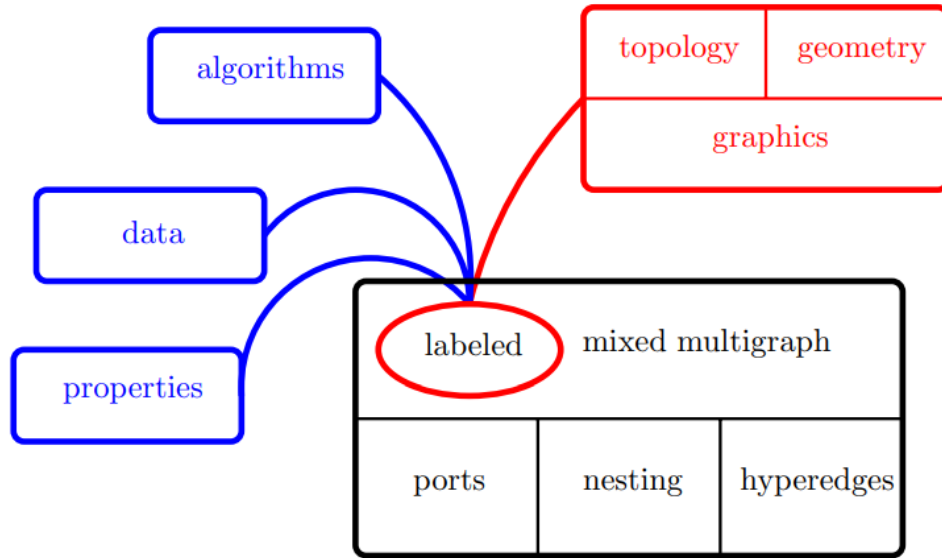 algorithms
topology
geometry
graphics
data
labeled
mixed multigraph
properties
ports
nesting
hyperedges